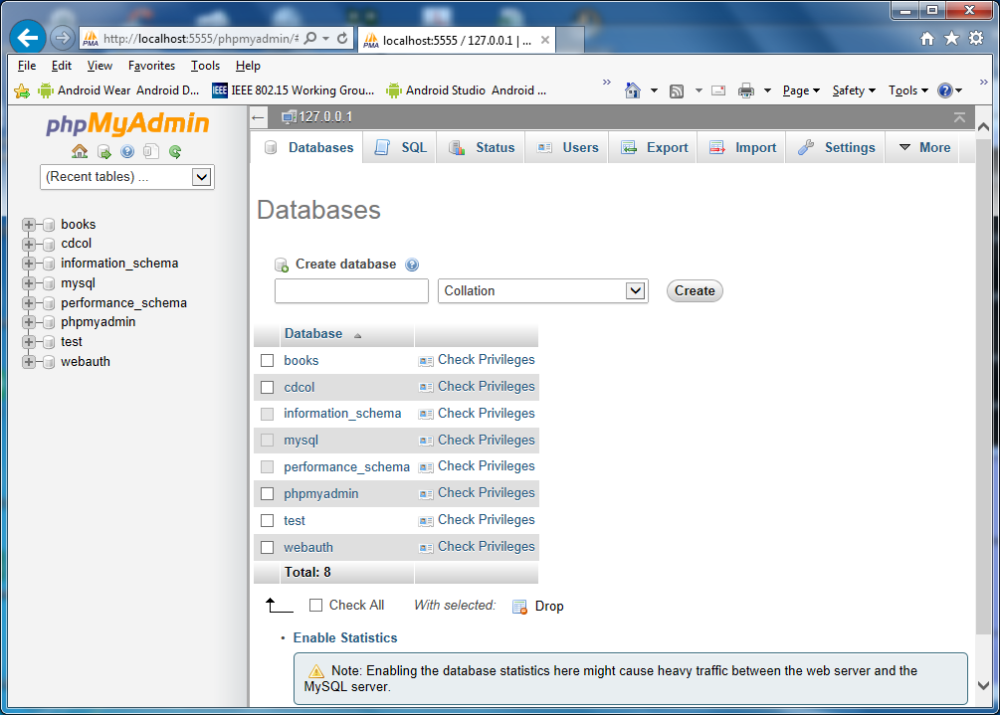 http://localhost:5555/phpmyadmin/#
localhost:5555 / 127.0.0.1 | ...
File Edit View Favorites Tools Help
Android Wear Android D... IEEE IEEE 802.15 Working Grou... Android Studio Android ...
Page Safety Tools
phpMyAdmin
(Recent tables) ...
books
cdcol
information_schema
mysql
performance_schema
phpmyadmin
test
webauth
127.0.0.1
Databases SQL Status Users Export Import Settings More
Databases
Create database
Collation Create
Database
books Check Privileges
cdcol Check Privileges
information_schema Check Privileges
mysql Check Privileges
performance_schema Check Privileges
phpmyadmin Check Privileges
test Check Privileges
webauth Check Privileges
Total: 8
Check All With selected: Drop
• Enable Statistics
Note: Enabling the database statistics here might cause heavy traffic between the web server and the
MySQL server.